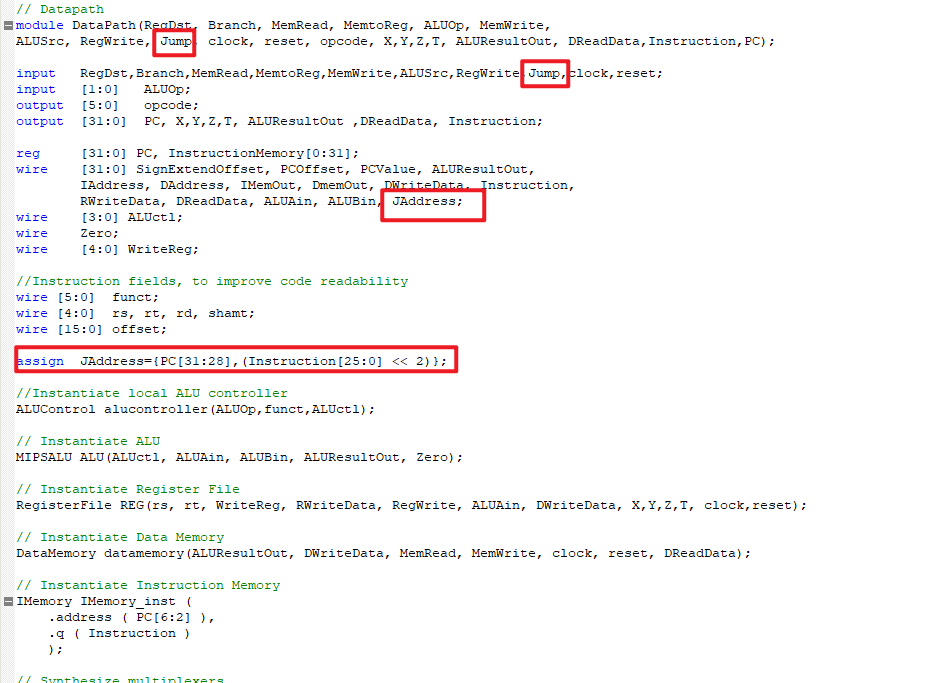 // Datapath
module DataPath(RegDst, Branch, MemRead, MemtoReg, ALUOp, MemWrite,
ALUSrc, RegWrite, Jump, clock, reset, opcode, X,Y,Z,T, ALUResultOut, DReadData,Instruction,PC);
input RegDst,Branch,MemRead,MemtoReg,MemWrite,ALUSrc,RegWrite,Jump,clock,reset;
input [1:0] ALUOp;
output [5:0] opcode;
output [31:0] PC, X,Y,Z,T, ALUResultOut ,DReadData, Instruction;
reg [31:0] PC, InstructionMemory[0:31];
wire [31:0] SignExtendOffset, PCOffset, PCValue, ALUResultOut,
IAddress, DAddress, IMemOut, DmemOut, DWriteData, Instruction,
RWriteData, DReadData, ALUAin, ALUBin, JAddress;
wire [3:0] ALUctl;
wire Zero;
wire [4:0] WriteReg;
//Instruction fields, to improve code readability
wire [5:0] funct;
wire [4:0] rs, rt, rd, shamt;
wire [15:0] offset;
assign JAddress={PC[31:28],(Instruction[25:0] << 2)};
//Instantiate local ALU controller
ALUControl alucontroller(ALUOp,funct,ALUctl);
// Instantiate ALU
MIPSALU ALU(ALUctl, ALUAin, ALUBin, ALUResultOut, Zero);
// Instantiate Register File
RegisterFile REG(rs, rt, WriteReg, RWriteData, RegWrite, ALUAin, DWriteData, X,Y,Z,T, clock,reset);
// Instantiate Data Memory
DataMemory datamemory(ALUResultOut, DWriteData, MemRead, MemWrite, clock, reset, DReadData);
// Instantiate Instruction Memory
IMemory IMemory_inst (
.address ( PC[6:2] ),
.q ( Instruction )
);
// Synthesize multiplexers